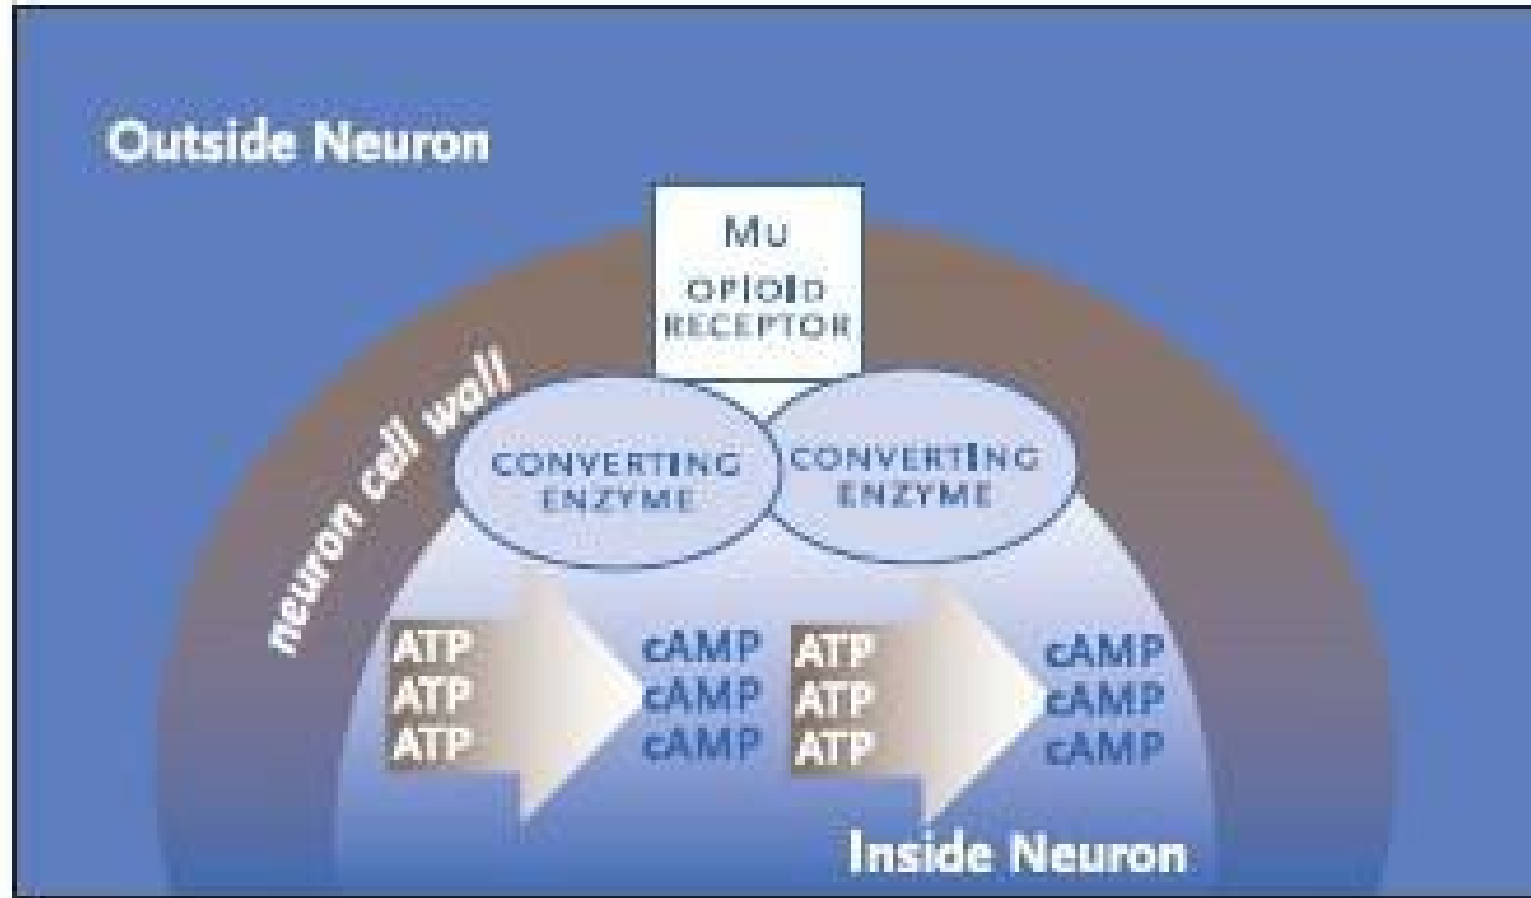 Outside Neuron
Mu
OPIOID
RECEPTOR
neuron cell wall
CONVERTING
ENZYME
CONVERTING
ENZYME
ATP
ATP
ATP
cAMP
cAMP
cAMP
ATP
ATP
ATP
cAMP
cAMP
cAMP
Inside Neuron